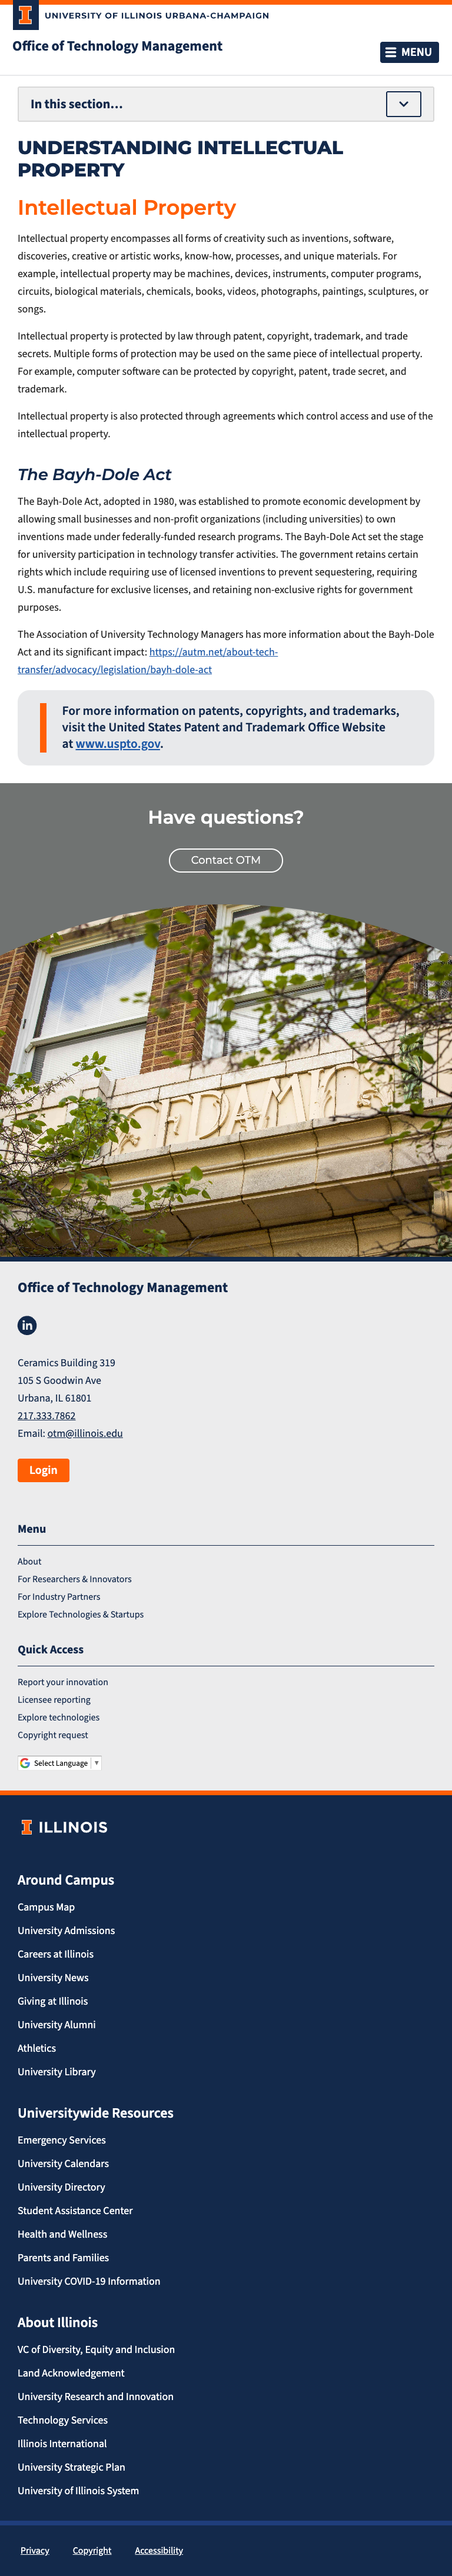 UNIVERSITY OF ILLINOIS URBANA-CHAMPAIGN
Office of Technology Management
MENU
In this section...
UNDERSTANDING INTELLECTUAL
PROPERTY
Intellectual Property
Intellectual property encompasses all forms of creativity such as inventions, software,
discoveries, creative or artistic works, know-how, processes, and unique materials. For
example, intellectual property may be machines, devices, instruments, computer programs,
circuits, biological materials, chemicals, books, videos, photographs, paintings, sculptures, or
songs.
Intellectual property is protected by law through patent, copyright, trademark, and trade
secrets. Multiple forms of protection may be used on the same piece of intellectual property.
For example, computer software can be protected by copyright, patent, trade secret, and
trademark.
Intellectual property is also protected through agreements which control access and use of the
intellectual property.
The Bayh-Dole Act
The Bayh-Dole Act, adopted in 1980, was established to promote economic development by
allowing small businesses and non-profit organizations (including universities) to own
inventions made under federally-funded research programs. The Bayh-Dole Act set the stage
for university participation in technology transfer activities. The government retains certain
rights which include requiring use of licensed inventions to prevent sequestering, requiring
U.S. manufacture for exclusive licenses, and retaining non-exclusive rights for government
purposes.
The Association of University Technology Managers has more information about the Bayh-Dole
Act and its significant impact: https://autm.net/about-tech-
transfer/advocacy/legislation/bayh-dole-act
For more information on patents, copyrights, and trademarks,
visit the United States Patent and Trademark Office Website
at www.uspto.gov.
Have questions?
Contact OTM
Office of Technology Management
in
Ceramics Building 319
105 S Goodwin Ave
Urbana, IL 61801
217.333.7862
Email: otm@illinois.edu
Login
Menu
About
For Researchers & Innovators
For Industry Partners
Explore Technologies & Startups
Quick Access
Report your innovation
Licensee reporting
Explore technologies
Copyright request
Select Language ▼
ILLINOIS
Around Campus
Campus Map
University Admissions
Careers at Illinois
University News
Giving at Illinois
University Alumni
Athletics
University Library
Universitywide Resources
Emergency Services
University Calendars
University Directory
Student Assistance Center
Health and Wellness
Parents and Families
University COVID-19 Information
About Illinois
VC of Diversity, Equity and Inclusion
Land Acknowledgement
University Research and Innovation
Technology Services
Illinois International
University Strategic Plan
University of Illinois System
Privacy Copyright Accessibility